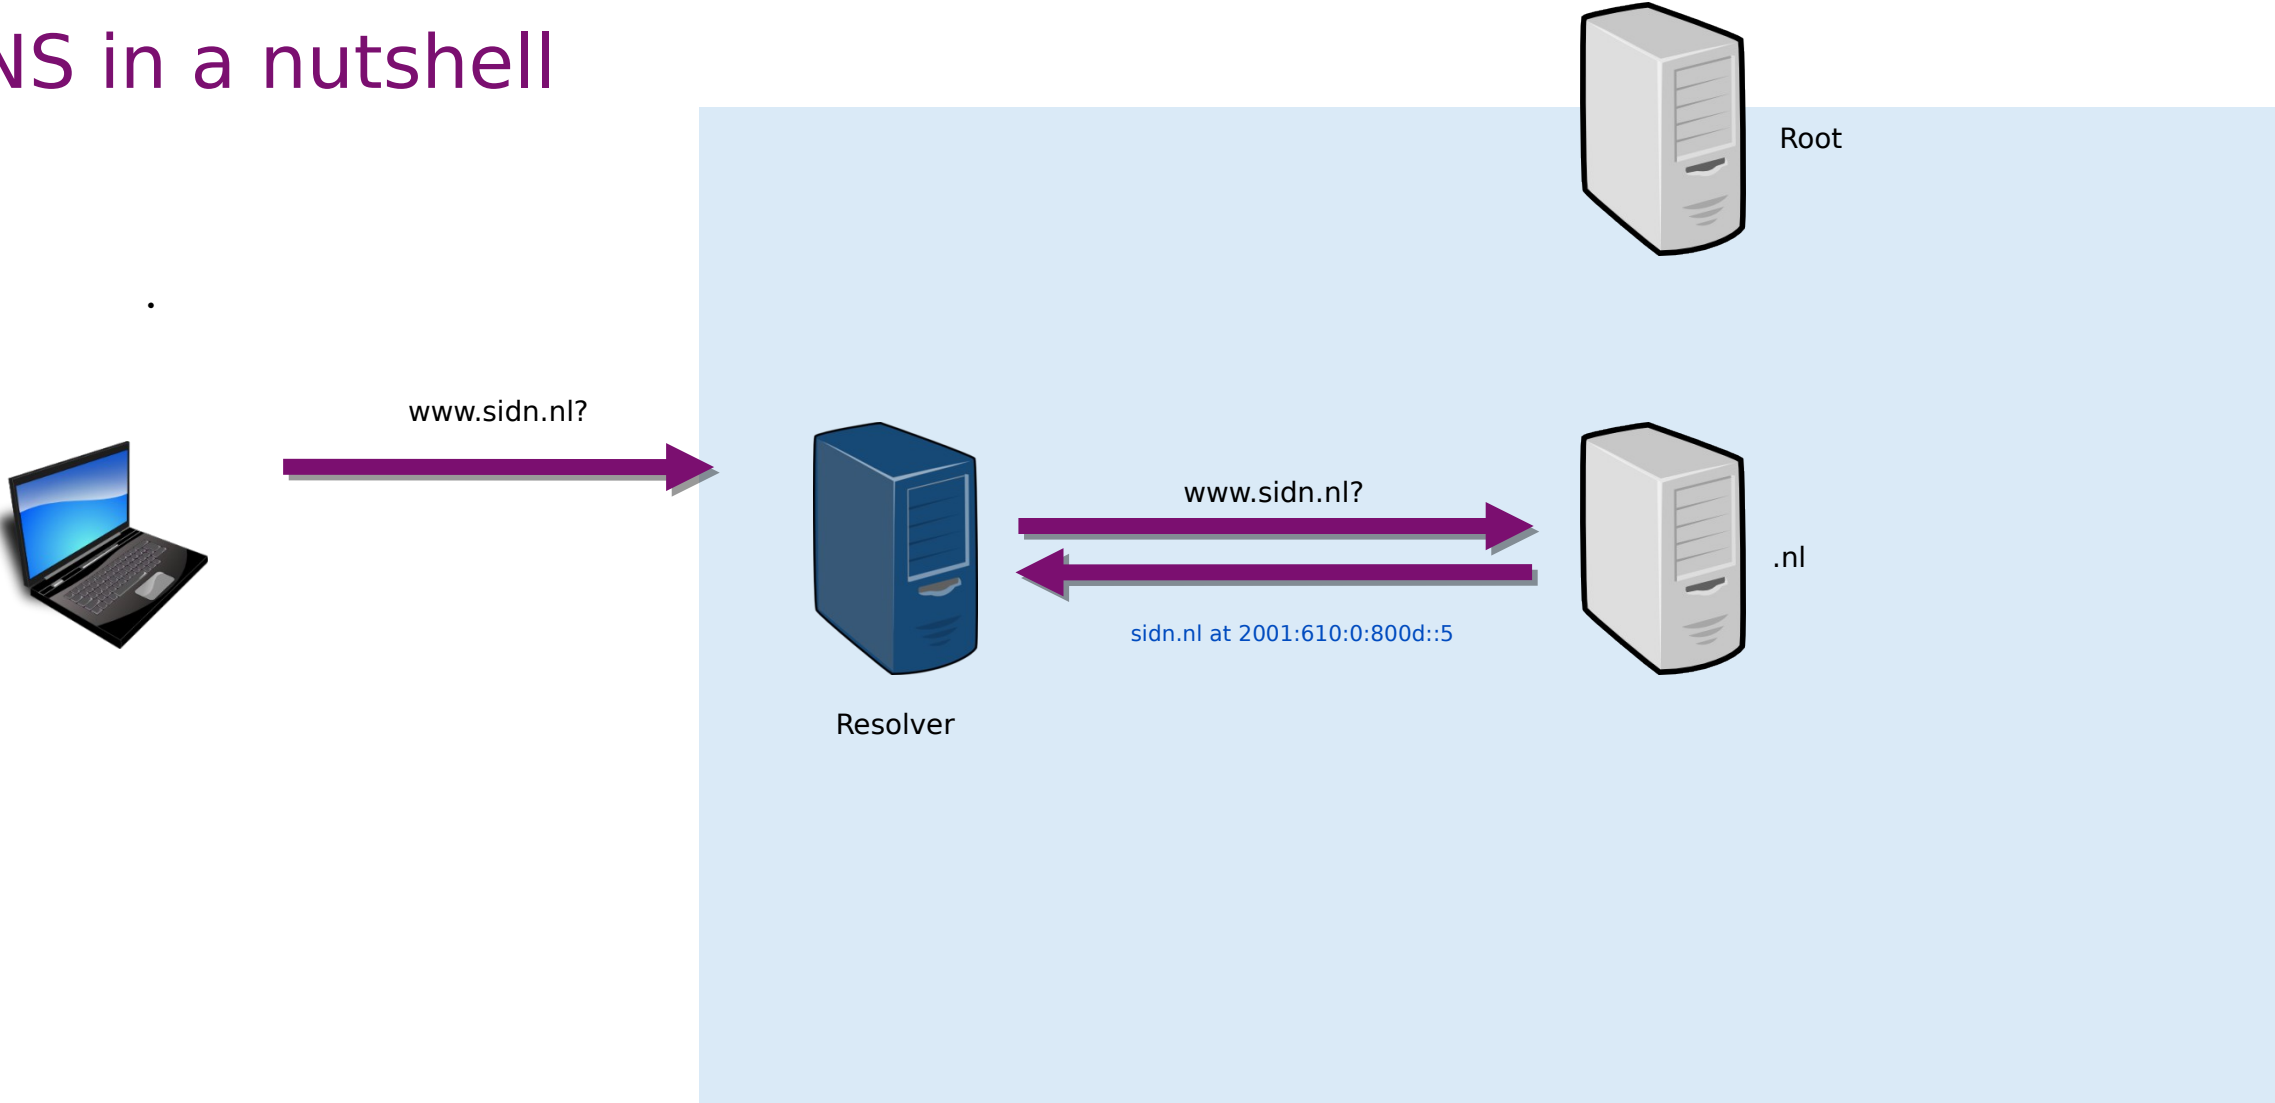 NS in a nutshell
Root
.
www.sidn.nl?
www.sidn.nl?
.nl
sidn.nl at 2001:610:0:800d::5
Resolver